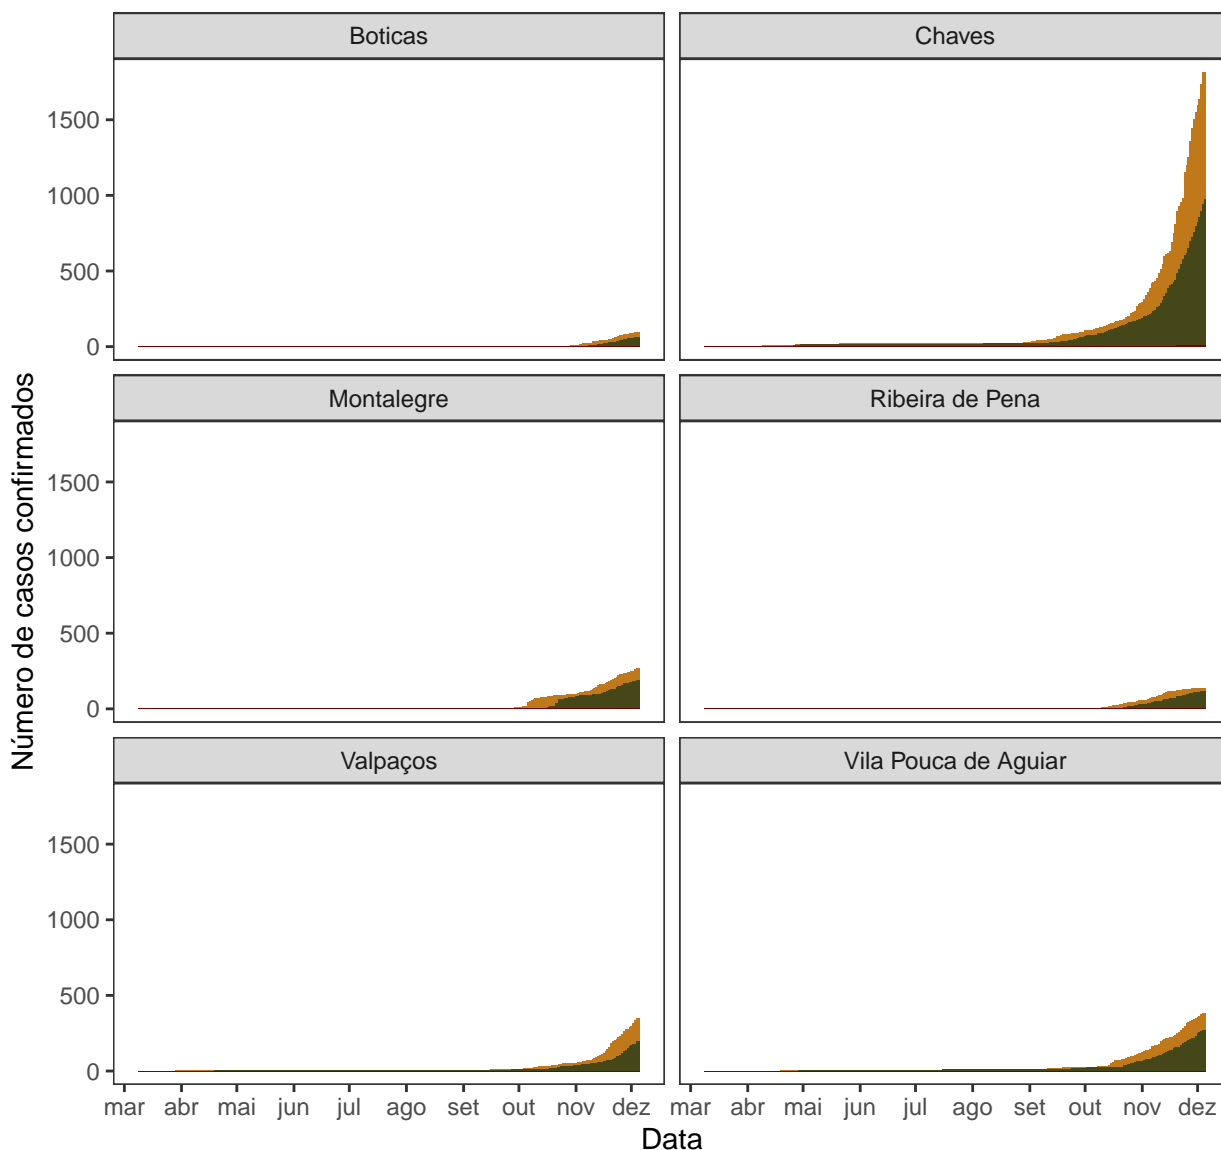 Boticas
Chaves
1500
1000
500
0
Montalegre
Ribeira de Pena
1500
1000
500
0
Valpaços
Vila Pouca de Aguiar
1500
1000
500
0
mar abr mai jun jul ago set out nov dez
mar abr mai jun jul ago set out nov dez
Data
Número de casos confirmados